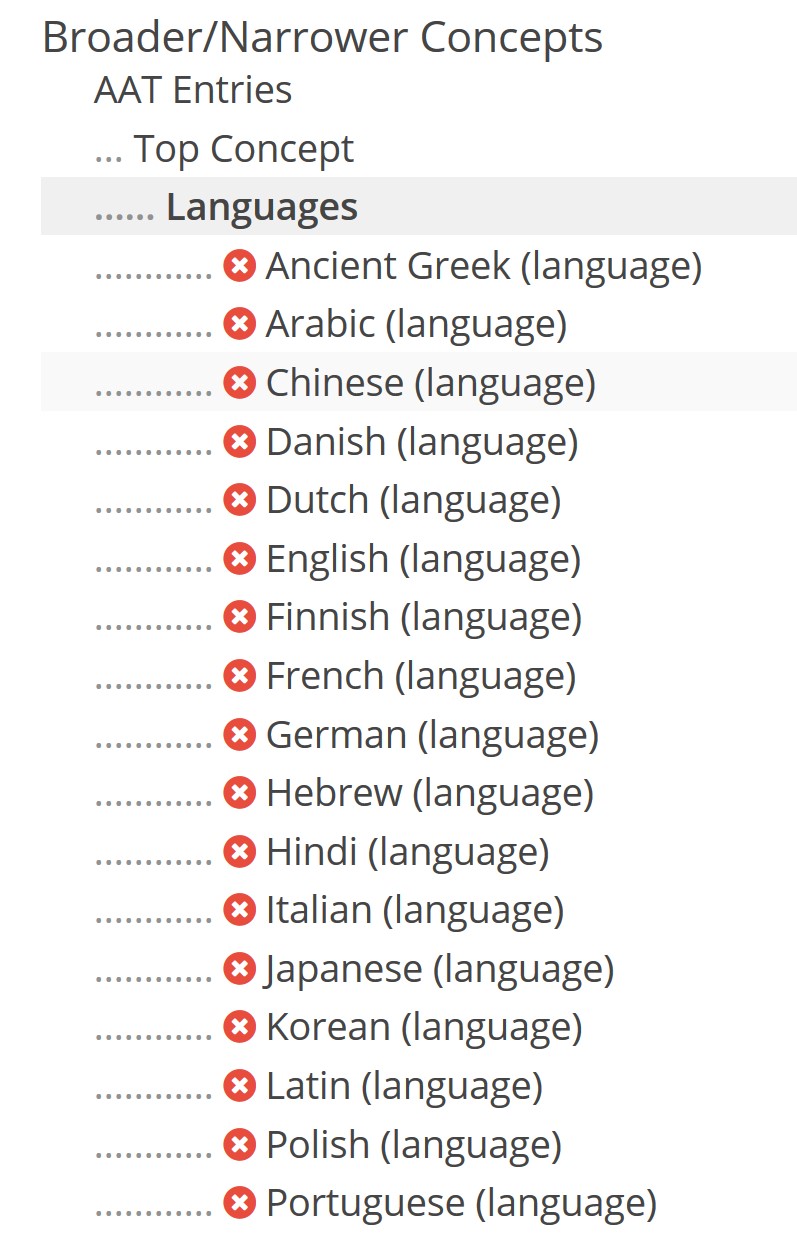 Broader/Narrower Concepts
AAT Entries
... Top Concept
...... Languages
............ Ancient Greek (language)
............ Arabic (language)
............ Chinese (language)
............ Danish (language)
............ Dutch (language)
............ English (language)
............ Finnish (language)
............ French (language)
............ German (language)
............ Hebrew (language)
............ Hindi (language)
............ Italian (language)
............ Japanese (language)
............ Korean (language)
............ Latin (language)
............ Polish (language)
............ Portuguese (language)